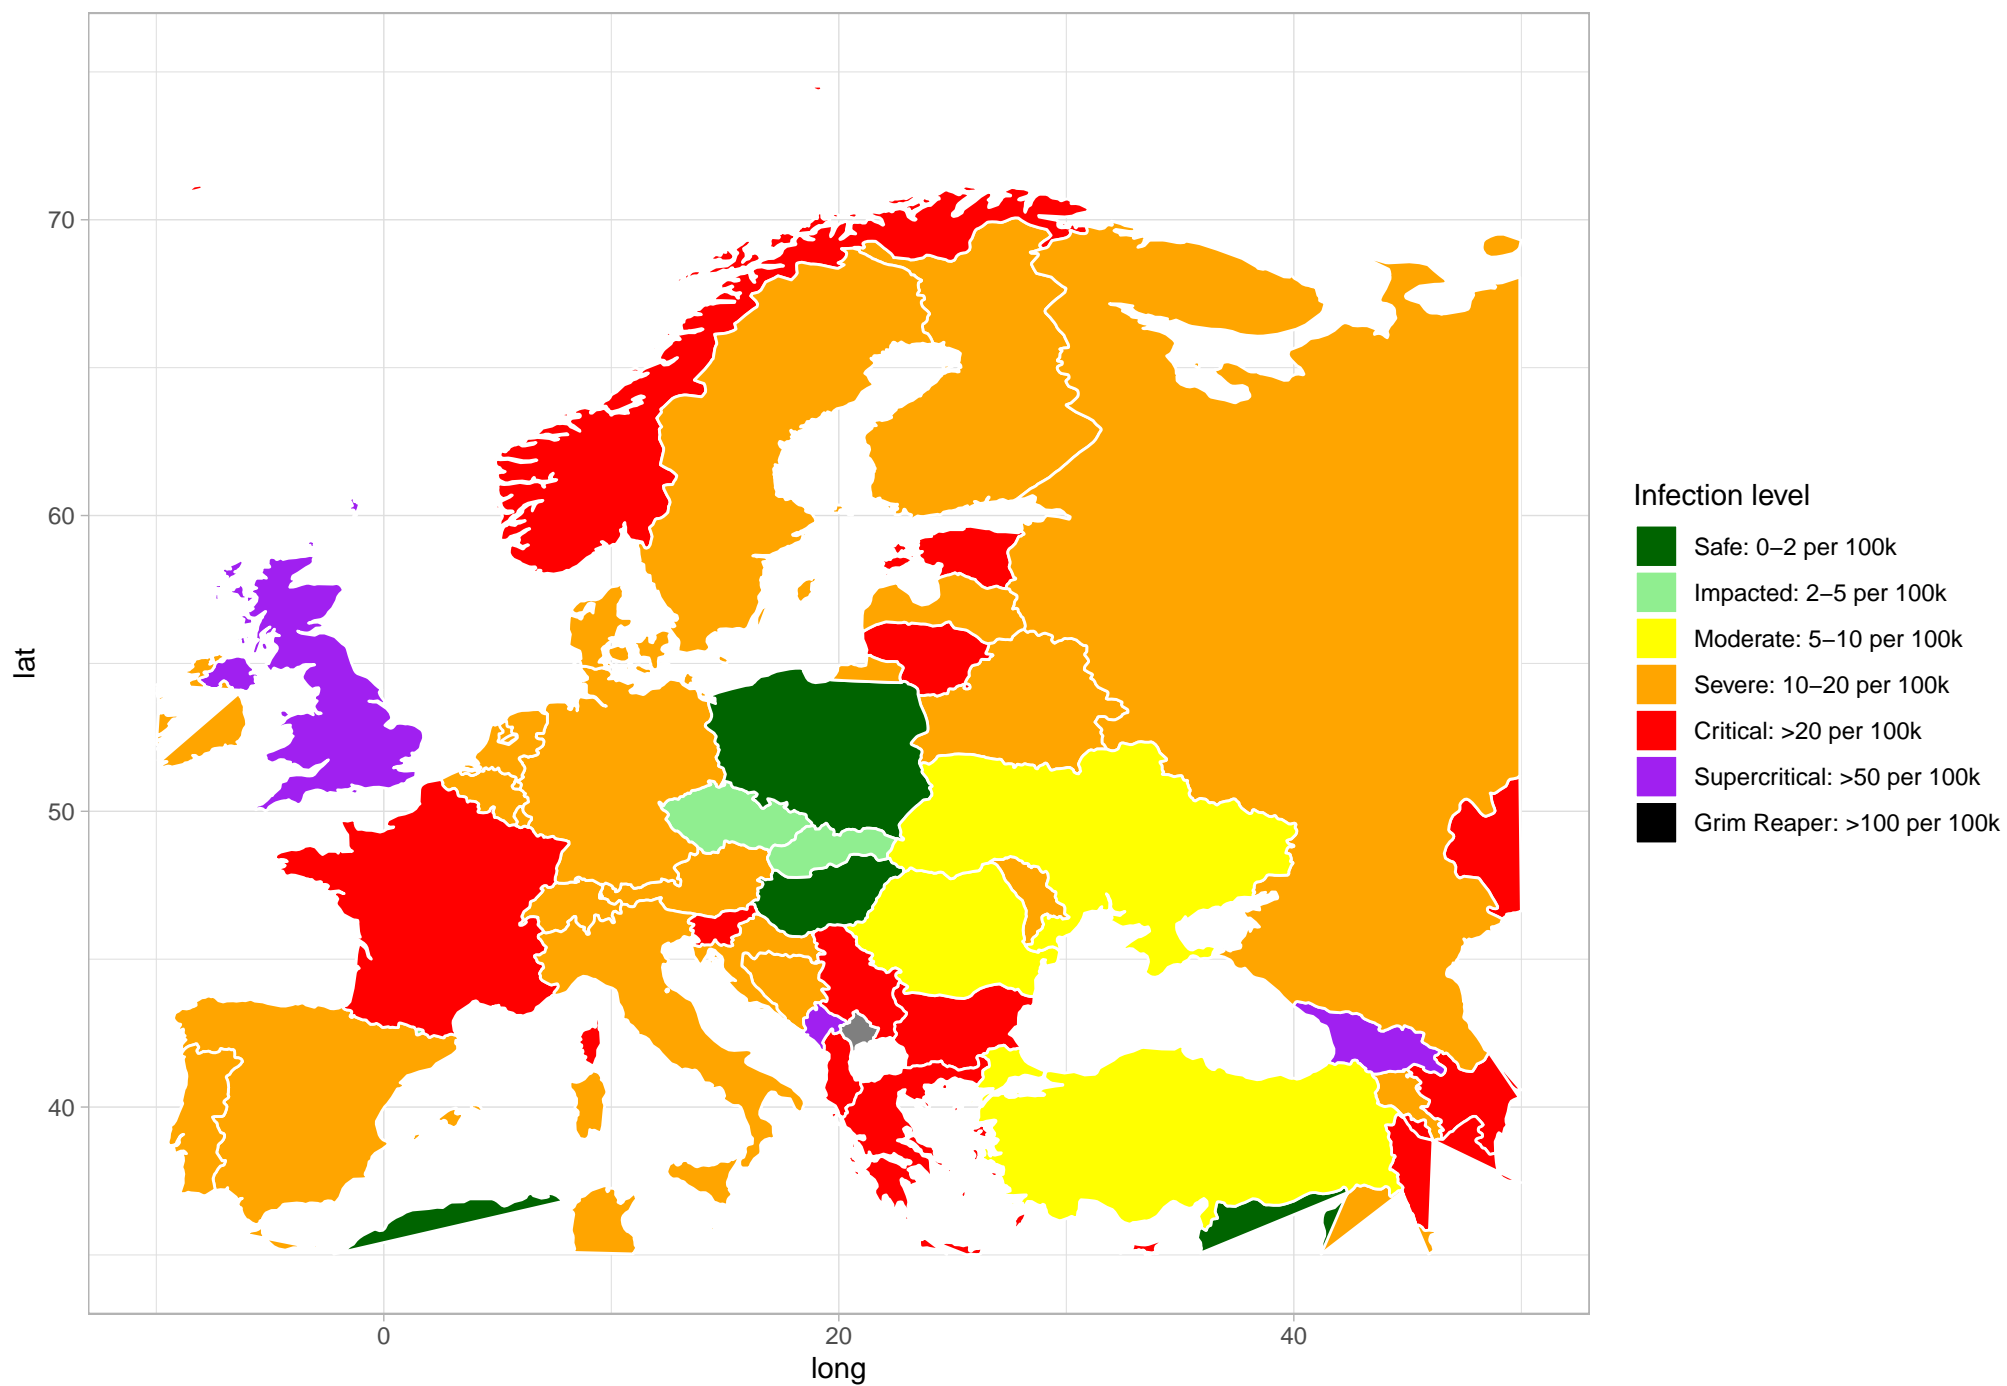 70
60
50
40
lat
0
20
40
long
Infection level
Safe: 0−2 per 100k
Impacted: 2−5 per 100k
Moderate: 5−10 per 100k
Severe: 10−20 per 100k
Critical: >20 per 100k
Supercritical: >50 per 100k
Grim Reaper: >100 per 100k